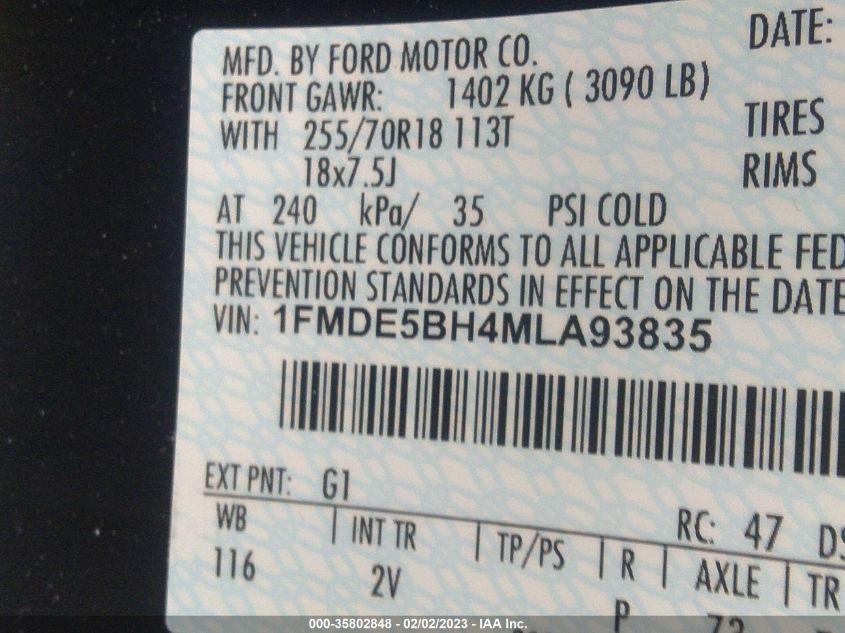 DATE:
MFD. BY FORD MOTOR CO.
FRONT GAWR: 1402 KG ( 3090 LB)
WITH 255/70R18 113T TIRES
18x7.5J RIMS
AT 240 kPa/ 35 PSI COLD
THIS VEHICLE CONFORMS TO ALL APPLICABLE FED
PREVENTION STANDARDS IN EFFECT ON THE DATE
VIN: 1FMDE5BH4MLA93835
EXT PNT: G1
RC: 47 DS
WB | INT TR | TP/PS | R | AXLE | TR
116 2V P 72
000-35802848 - 02/02/2023 - IAA Inc.